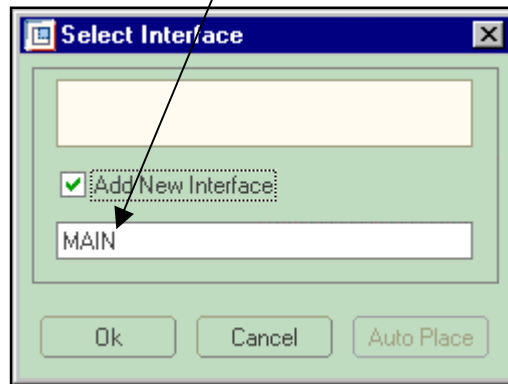 Select Interface
Add New Interface
MAIN
Ok Cancel Auto Place